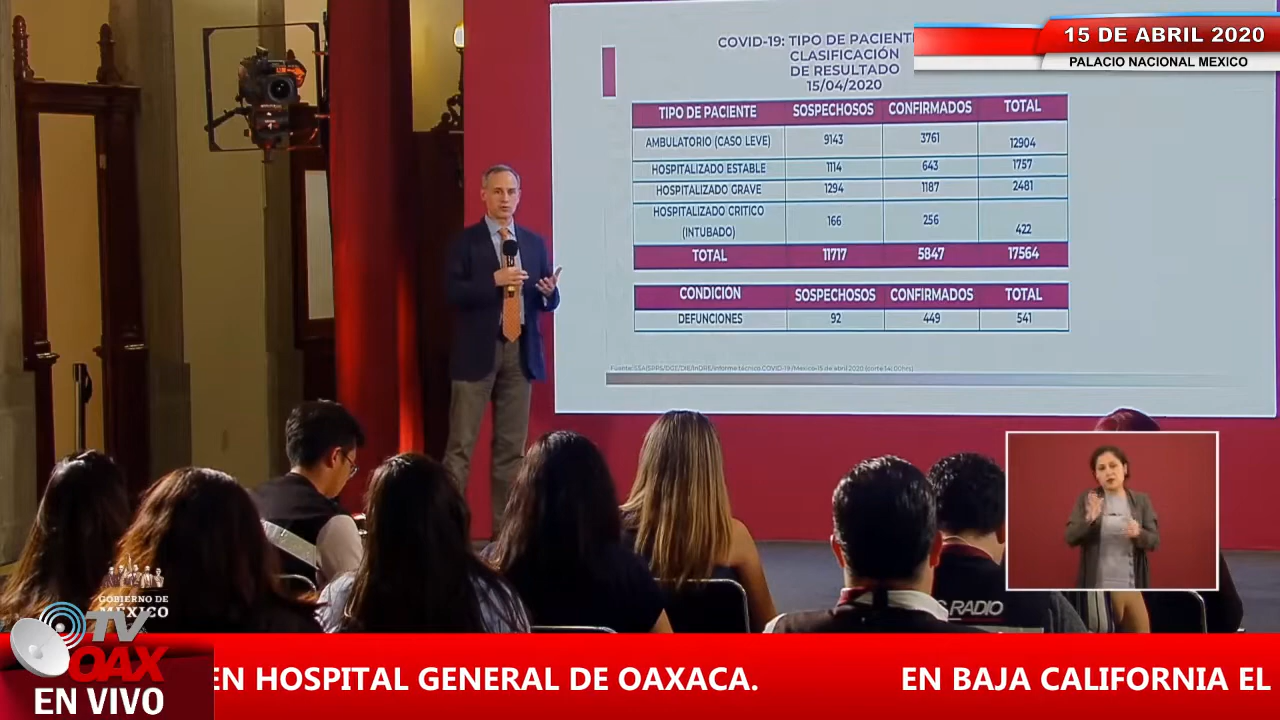 COVID-19: TIPO DE PACIENTE
CLASIFICACIÓN
DE RESULTADO
15/04/2020
15 DE ABRIL 2020
PALACIO NACIONAL MEXICO
TIPO DE PACIENTE SOSPECHOSOS CONFIRMADOS TOTAL
AMBULATORIO (CASO LEVE) 9143 3761 12904
HOSPITALIZADO ESTABLE 1114 643 1757
HOSPITALIZADO GRAVE 1294 1187 2481
HOSPITALIZADO CRITICO
(INTUBADO) 166 256 422
TOTAL 11717 5847 17564
CONDICION SOSPECHOSOS CONFIRMADOS TOTAL
DEFUNCIONES 92 449 541
GOBIERNO DE
MÉXICO
RADIO
TV
OAX
EN VIVO
EN HOSPITAL GENERAL DE OAXACA. EN BAJA CALIFORNIA EL